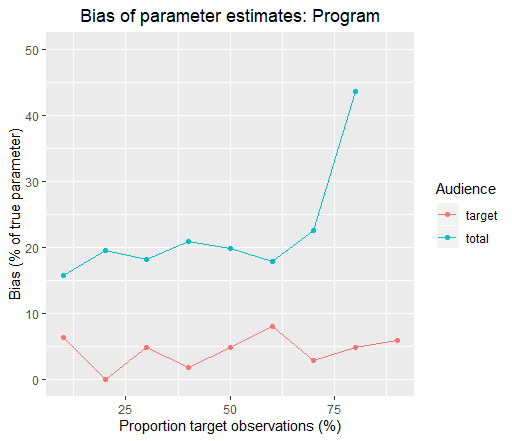 Bias of parameter estimates: Program
50
40
30
20
10
0
Bias (% of true parameter)
25 50 75
Proportion target observations (%)
Audience
target
total